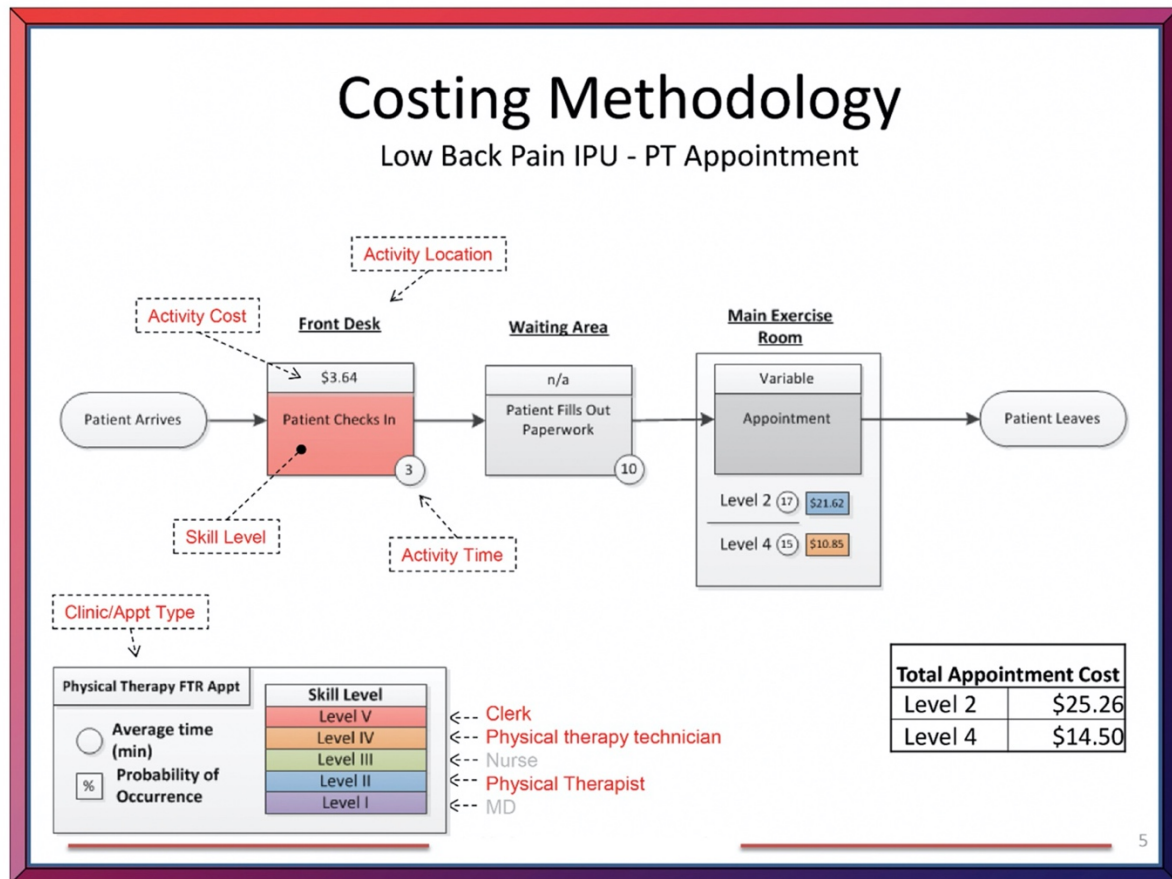 Costing Methodology
Low Back Pain IPU - PT Appointment
Activity Location
Activity Cost
Front Desk
Waiting Area
Main Exercise
Room
$3.64
n/a
Variable
Patient Arrives
Patient Checks In
Patient Fills Out
Paperwork
Appointment
Patient Leaves
3
10
Level 2 17 $21.62
Level 4 15 $10.85
Skill Level
Activity Time
Clinic/Appt Type
Physical Therapy FTR Appt
Average time
(min)
% Probability of
Occurrence
Skill Level
Level V
Level IV
Level III
Level II
Level I
Clerk
Physical therapy technician
Nurse
Physical Therapist
MD
Total Appointment Cost
Level 2 $25.26
Level 4 $14.50
5